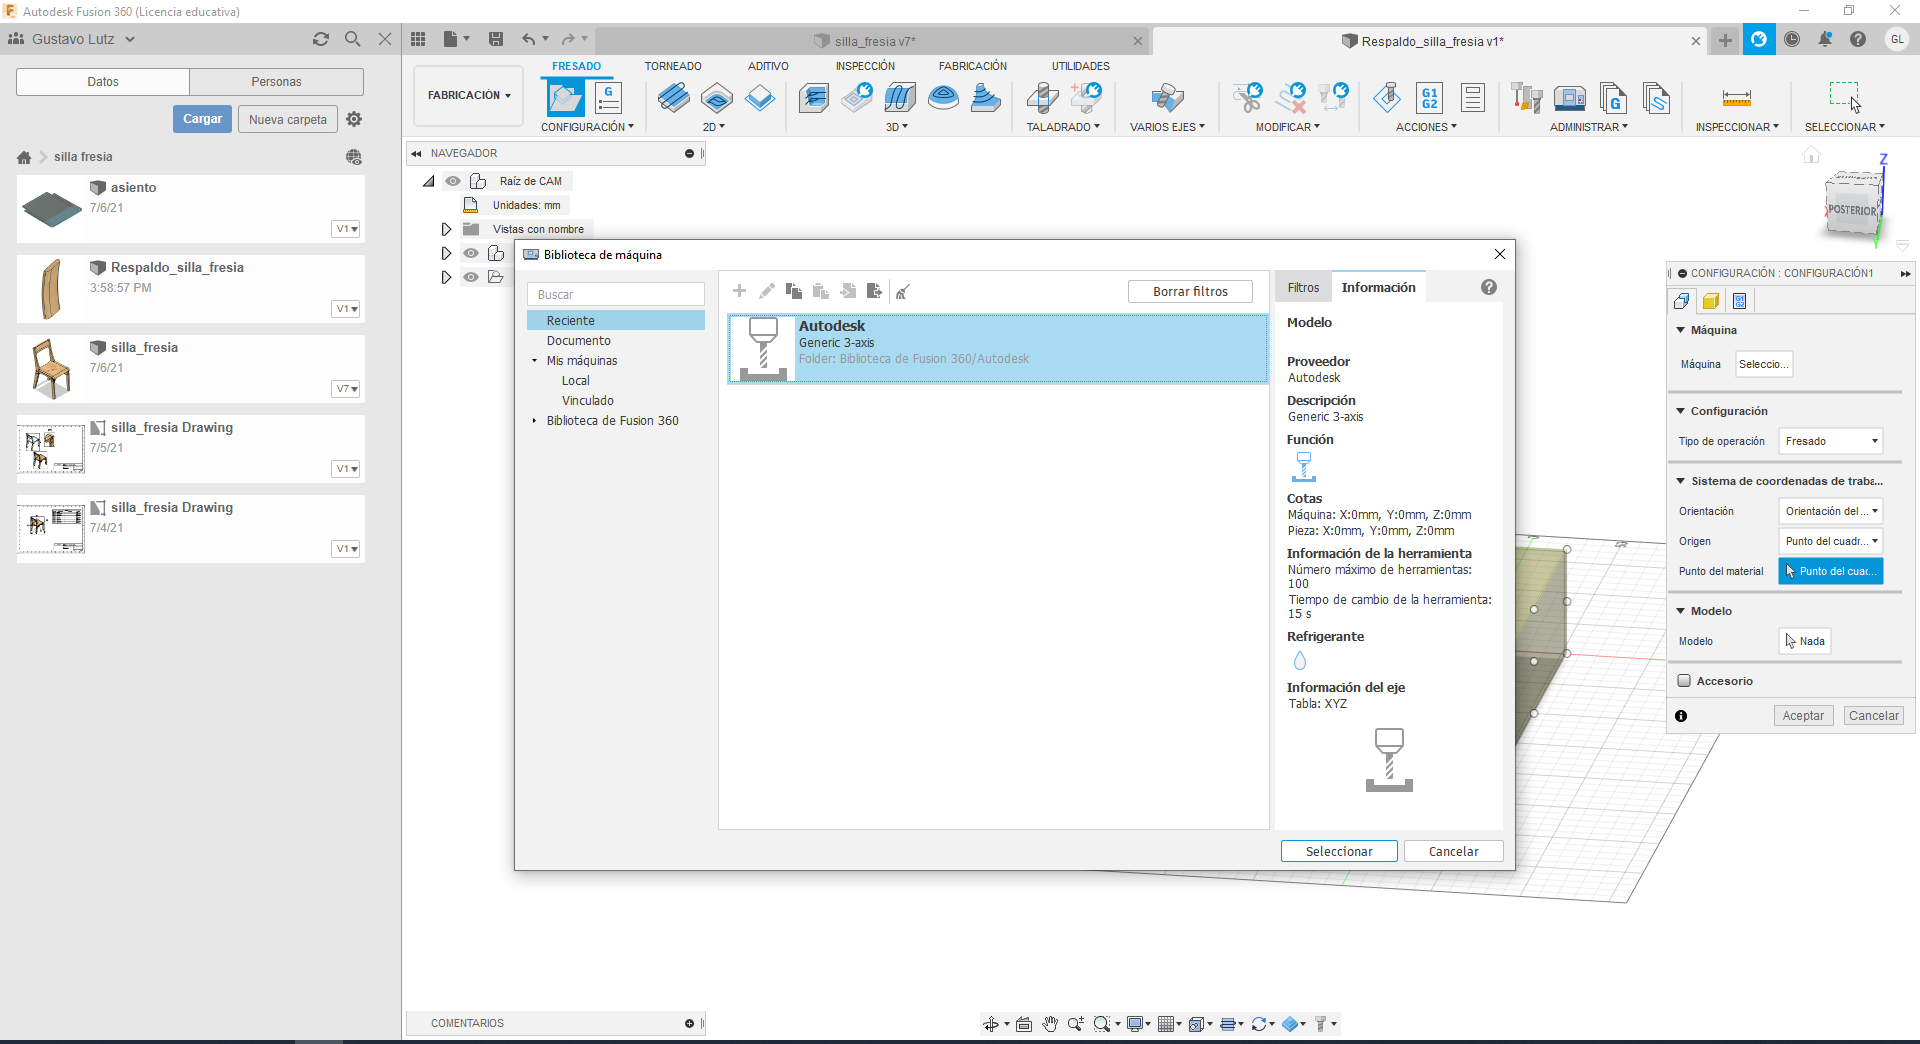 Autodesk Fusion 360 (Licencia educativa)
Gustavo Lutz
silla_fresia v7*
Respaldo_silla_fresia v1*
GL
Datos
Personas
Cargar
Nueva carpeta
silla fresia
asiento
7/6/21
V1
Respaldo_silla_fresia
3:58:57 PM
V1
silla_fresia
7/6/21
V7
silla_fresia Drawing
7/5/21
V1
silla_fresia Drawing
7/4/21
V1
FABRICACIÓN
FRESADO
TORNEADO
ADITIVO
INSPECCIÓN
FABRICACIÓN
UTILIDADES
G
G1
G2
G
S
CONFIGURACIÓN
2D
3D
TALADRADO
VARIOS EJES
MODIFICAR
ACCIONES
ADMINISTRAR
INSPECCIONAR
SELECCIONAR
NAVEGADOR
Raíz de CAM
Unidades: mm
Vistas con nombre
Z
POSTERIOR
Y
Biblioteca de máquina
Buscar
Reciente
Documento
Mis máquinas
Local
Vinculado
Biblioteca de Fusion 360
Borrar filtros
Autodesk
Generic 3-axis
Folder: Biblioteca de Fusion 360/Autodesk
Filtros
Información
Modelo
Proveedor
Autodesk
Descripción
Generic 3-axis
Función
Cotas
Máquina: X:0mm, Y:0mm, Z:0mm
Pieza: X:0mm, Y:0mm, Z:0mm
Información de la herramienta
Número máximo de herramientas:
100
Tiempo de cambio de la herramienta:
15 s
Refrigerante
Información del eje
Tabla: XYZ
Seleccionar
Cancelar
CONFIGURACIÓN : CONFIGURACIÓN1
Máquina
Máquina
Seleccio...
Configuración
Tipo de operación
Fresado
Sistema de coordenadas de traba...
Orientación
Orientación del ...
Origen
Punto del cuadr...
Punto del material
Punto del cuac...
Modelo
Modelo
Nada
Accesorio
Aceptar
Cancelar
COMENTARIOS